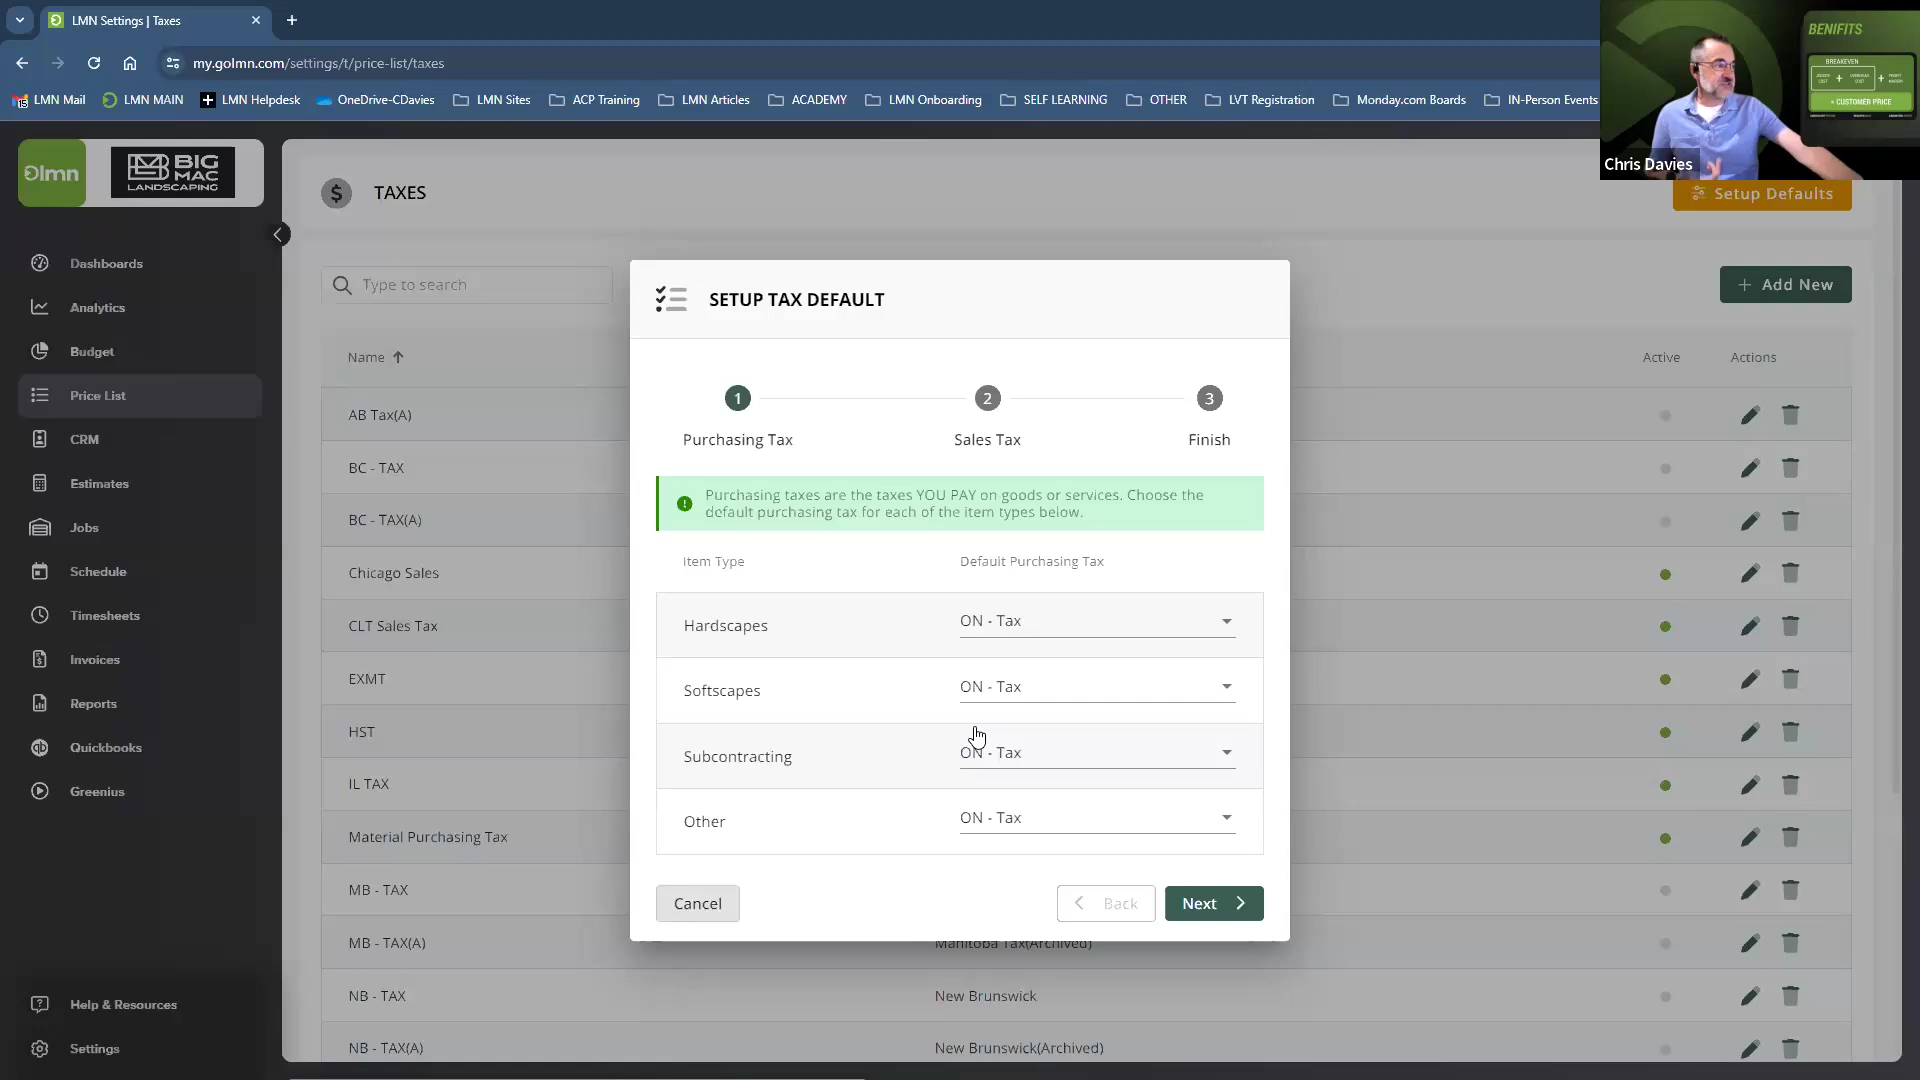 LMN Settings | Taxes
my.golmn.com/settings/t/price-list/taxes
LMN Mail
LMN MAIN
LMN Helpdesk
OneDrive-CDavies
LMN Sites
ACP Training
LMN Articles
ACADEMY
LMN Onboarding
SELF LEARNING
OTHER
LVT Registration
Monday.com Boards
IN-Person Events
BENIFITS
BREAKEVEN
+
+
= CUSTOMER PRICE
Chris Davies
lmn
BIG
MAC
LANDSCAPING
Dashboards
Analytics
Budget
Price List
CRM
Estimates
Jobs
Schedule
Timesheets
Invoices
Reports
Quickbooks
Greenius
Help & Resources
Settings
$ TAXES
Setup Defaults
Type to search
+ Add New
Name
Active
Actions
AB Tax(A)
BC - TAX
BC - TAX(A)
Chicago Sales
CLT Sales Tax
EXMT
HST
IL TAX
Material Purchasing Tax
MB - TAX
MB - TAX(A)
Manitoba Tax(Archived)
NB - TAX
New Brunswick
NB - TAX(A)
New Brunswick(Archived)
SETUP TAX DEFAULT
1
2
3
Purchasing Tax
Sales Tax
Finish
Purchasing taxes are the taxes YOU PAY on goods or services. Choose the
default purchasing tax for each of the item types below.
Item Type
Default Purchasing Tax
Hardscapes
ON - Tax
Softscapes
ON - Tax
Subcontracting
ON - Tax
Other
ON - Tax
Cancel
Back
Next